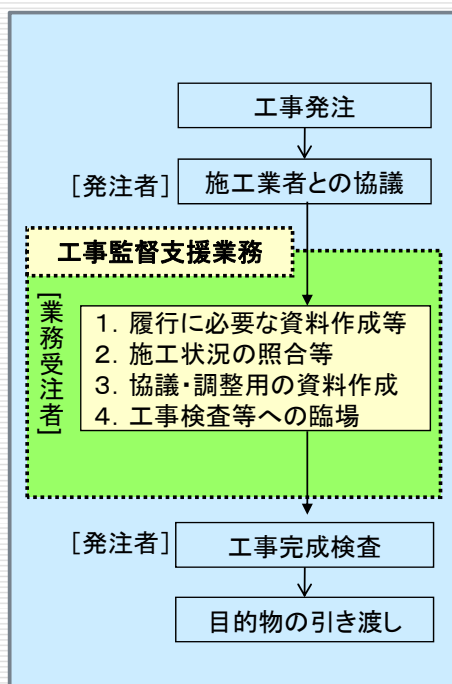 工事発注
[発注者]
施工業者との協議
工事監督支援業務
[業務受注者]
1．履行に必要な資料作成等
2．施工状況の照合等
3．協議・調整用の資料作成
4．工事検査等への臨場
[発注者]
工事完成検査
目的物の引き渡し